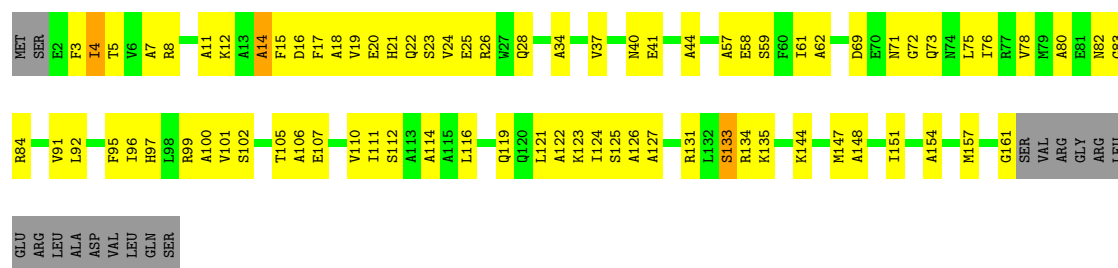 MET SER E2 F3 I4 T5 V6 A7 R8 A11 K12 A13 A14 F15 D16 F17 A18 V19 E20 H21 Q22 S23 V24 E25 R26 W27 Q28 A34 V37 N40 E41 A44 A57 E58 S59 F60 I61 A62 D69 E70 N71 G72 Q73 N74 L75 I76 R77 V78 M79 A80 E81 N82
R84 V91 L92 F95 I96 H97 L98 R99 A100 V101 S102 T105 A106 E107 V110 I111 S112 A113 A114 A115 L116 Q119 Q120 L121 A122 K123 I124 S125 A126 A127 R131 L132 S133 R134 K135 K144 M147 A148 I151 A154 M157 G161 SER VAL ARG GLY ARG LEU
GLU ARG LEU ALA ASP VAL LEU GLN SER